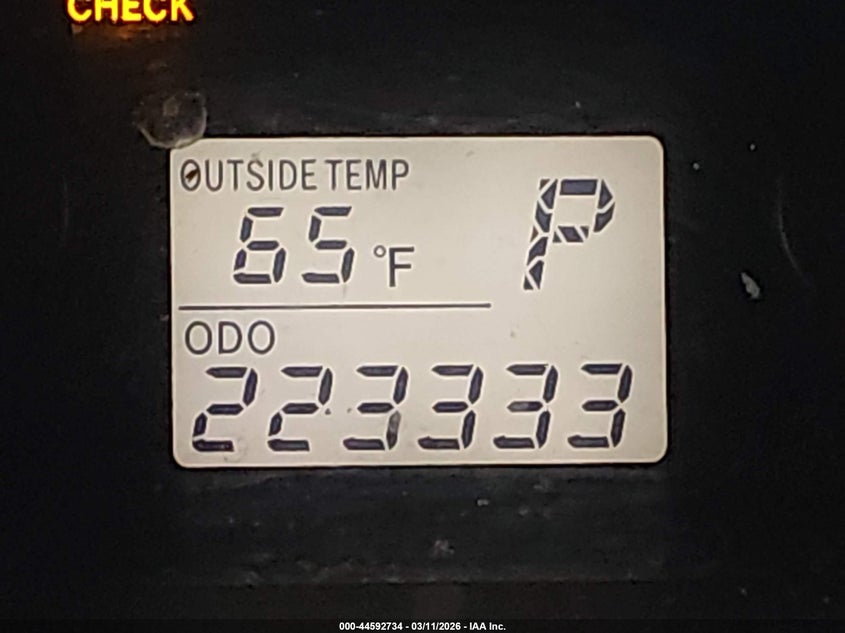 CHECK
OUTSIDE TEMP
65 °F P
ODO
223333
000-44592734 - 03/11/2026 - IAA Inc.